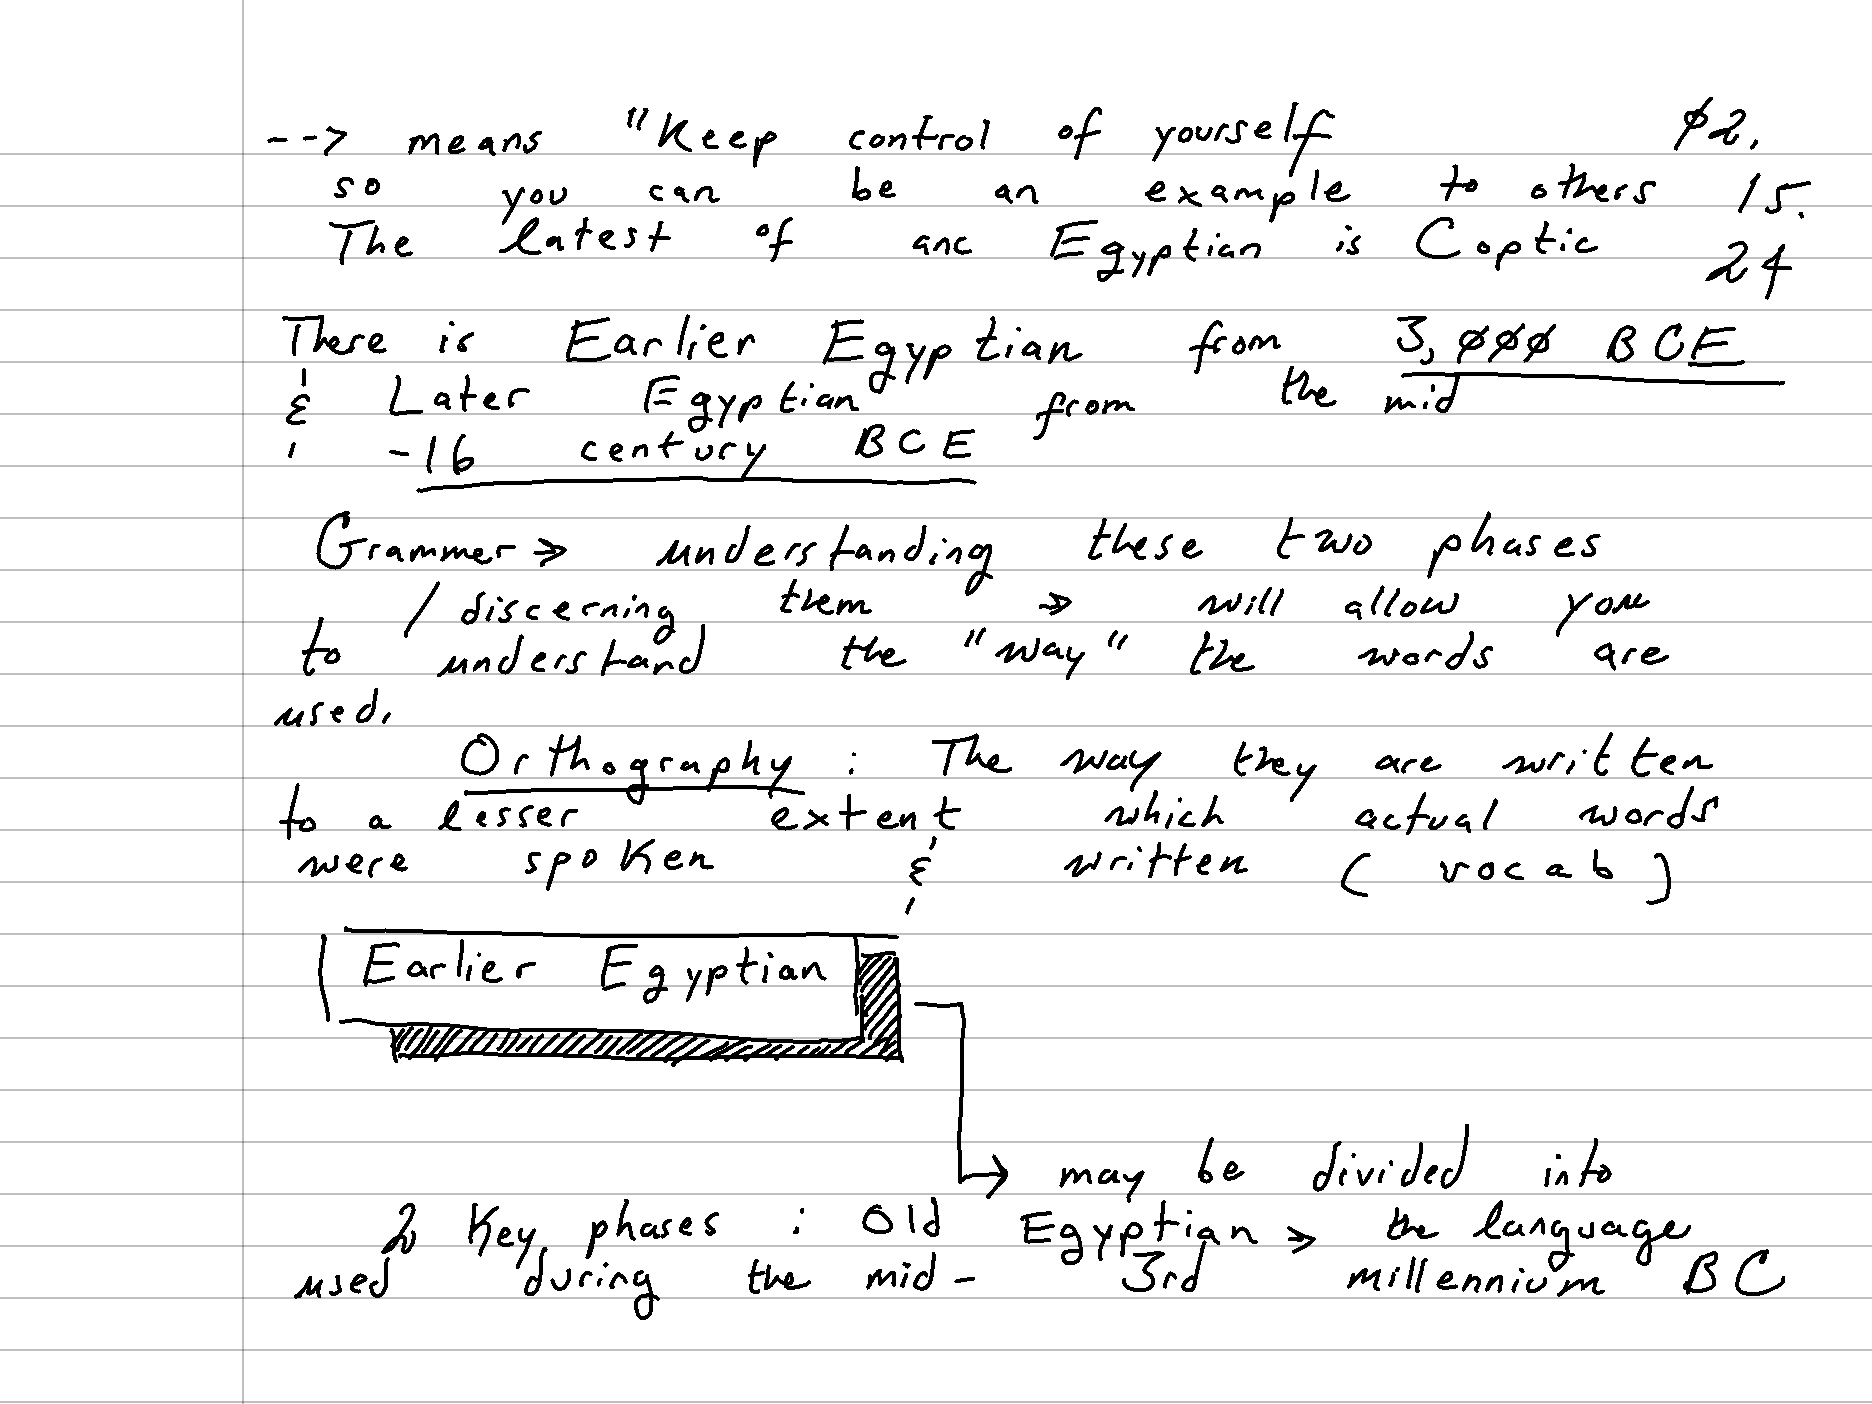 --> means "Keep control of yourself ø2.
so you can be an example to others 15.
The latest of anc Egyptian is Coptic 24
There is Earlier Egyptian from 3,øøø BCE
& Later Egyptian from the mid
-16 century BCE
Grammer -> understanding these two phases
/ discerning them -> will allow you
to understand the "way" the words are
used.
Orthography : The way they are written
to a lesser extent which actual words
were spoken & written (vocab)
Earlier Egyptian
-> may be divided into
2 Key phases : Old Egyptian > the language
used during the mid - 3rd millennium BC